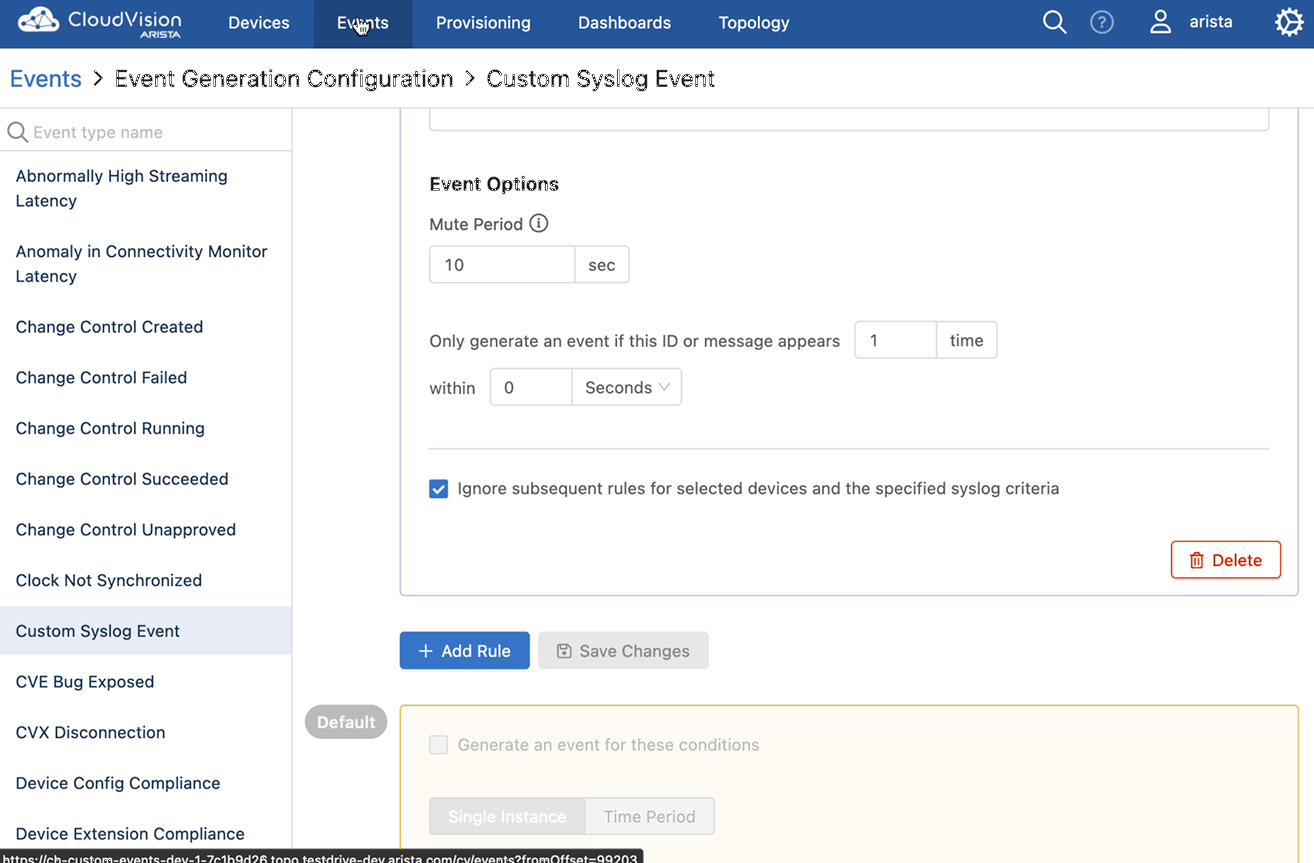 CloudVision
ARISTA
Devices
Events
Provisioning
Dashboards
Topology
?
arista
Events > Event Generation Configuration > Custom Syslog Event
Event type name
Abnormally High Streaming
Latency
Anomaly in Connectivity Monitor
Latency
Change Control Created
Change Control Failed
Change Control Running
Change Control Succeeded
Change Control Unapproved
Clock Not Synchronized
Custom Syslog Event
CVE Bug Exposed
CVX Disconnection
Device Config Compliance
Device Extension Compliance
Event Options
Mute Period
10 sec
Only generate an event if this ID or message appears 1 time
within 0 Seconds
Ignore subsequent rules for selected devices and the specified syslog criteria
Delete
+ Add Rule
Save Changes
Default
Generate an event for these conditions
Single Instance
Time Period
https://ch-custom-events-dev-1-7c1b9d26.topo.testdrive-dev.arista.com/cv/events?fromOffset=99203